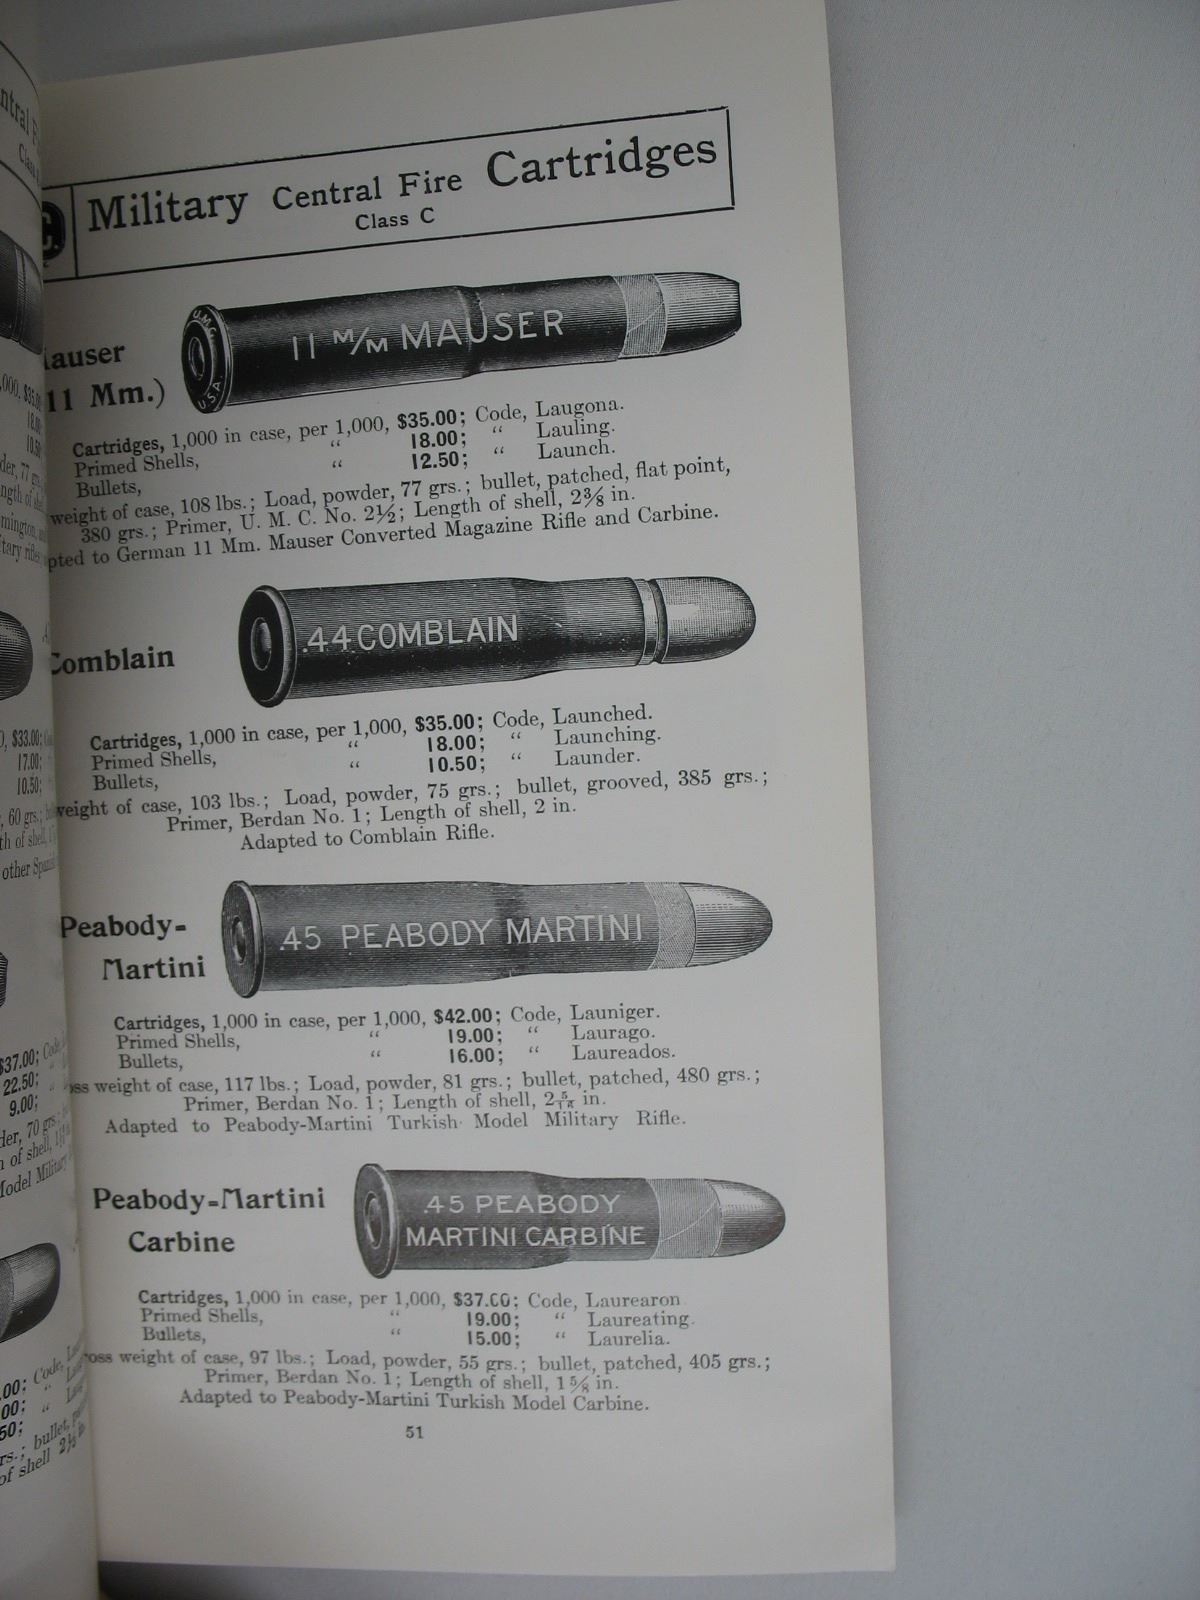 Military Central Fire Cartridges
Class C
U.M.C.
U.S.A.
11 M/M MAUSER
Mauser
11 Mm.)
Cartridges, 1,000 in case, per 1,000, $35.00; Code, Laugona.
Primed Shells, “ 18.00; “ Lauling.
Bullets, “ 12.50; “ Launch.
weight of case, 108 lbs.; Load, powder, 77 grs.; bullet, patched, flat point,
380 grs.; Primer, U. M. C. No. 2½; Length of shell, 2⅜ in.
pted to German 11 Mm. Mauser Converted Magazine Rifle and Carbine.
.44 COMBLAIN
Comblain
Cartridges, 1,000 in case, per 1,000, $35.00; Code, Launched.
Primed Shells, “ 18.00; “ Launching.
Bullets, “ 10.50; “ Launder.
weight of case, 103 lbs.; Load, powder, 75 grs.; bullet, grooved, 385 grs.;
Primer, Berdan No. 1; Length of shell, 2 in.
Adapted to Comblain Rifle.
.45 PEABODY MARTINI
Peabody-
Martini
Cartridges, 1,000 in case, per 1,000, $42.00; Code, Launiger.
Primed Shells, “ 19.00; “ Laurago.
Bullets, “ 16.00; “ Laureados.
oss weight of case, 117 lbs.; Load, powder, 81 grs.; bullet, patched, 480 grs.;
Primer, Berdan No. 1; Length of shell, 2 5/16 in.
Adapted to Peabody-Martini Turkish Model Military Rifle.
.45 PEABODY
MARTINI CARBINE
Peabody-Martini
Carbine
Cartridges, 1,000 in case, per 1,000, $37.00; Code, Laurearon
Primed Shells, “ 19.00; “ Laureating.
Bullets, “ 15.00; “ Laurelia.
oss weight of case, 97 lbs.; Load, powder, 55 grs.; bullet, patched, 405 grs.;
Primer, Berdan No. 1; Length of shell, 1⅝ in.
Adapted to Peabody-Martini Turkish Model Carbine.
51